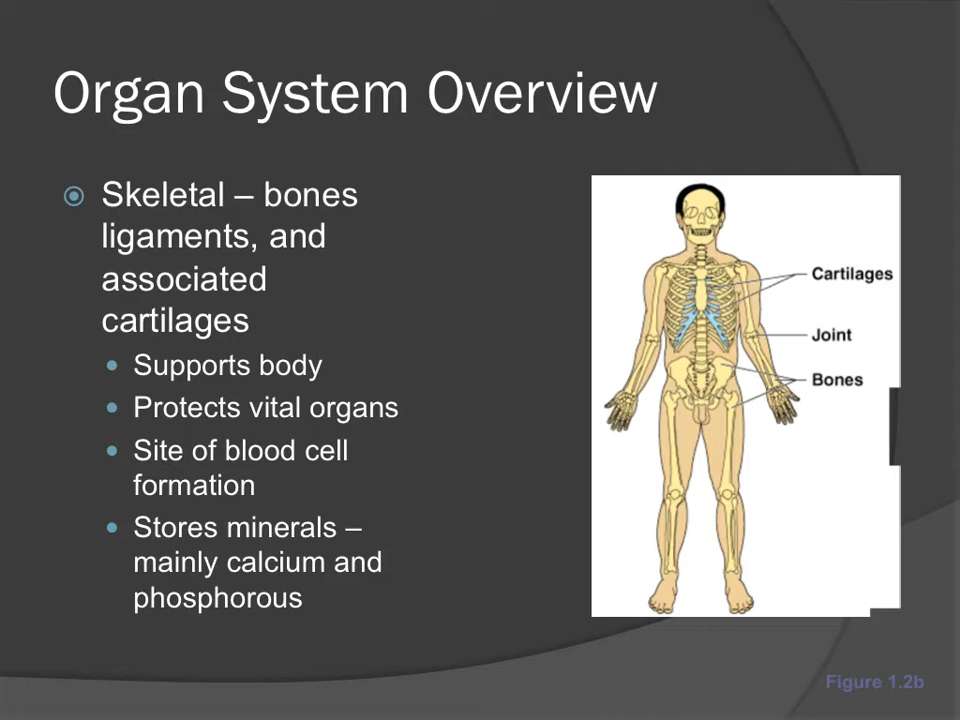 Organ System Overview
Skeletal – bones
ligaments, and
associated
cartilages
Supports body
Protects vital organs
Site of blood cell
formation
Stores minerals –
mainly calcium and
phosphorous
Cartilages
Joint
Bones
Figure 1.2b